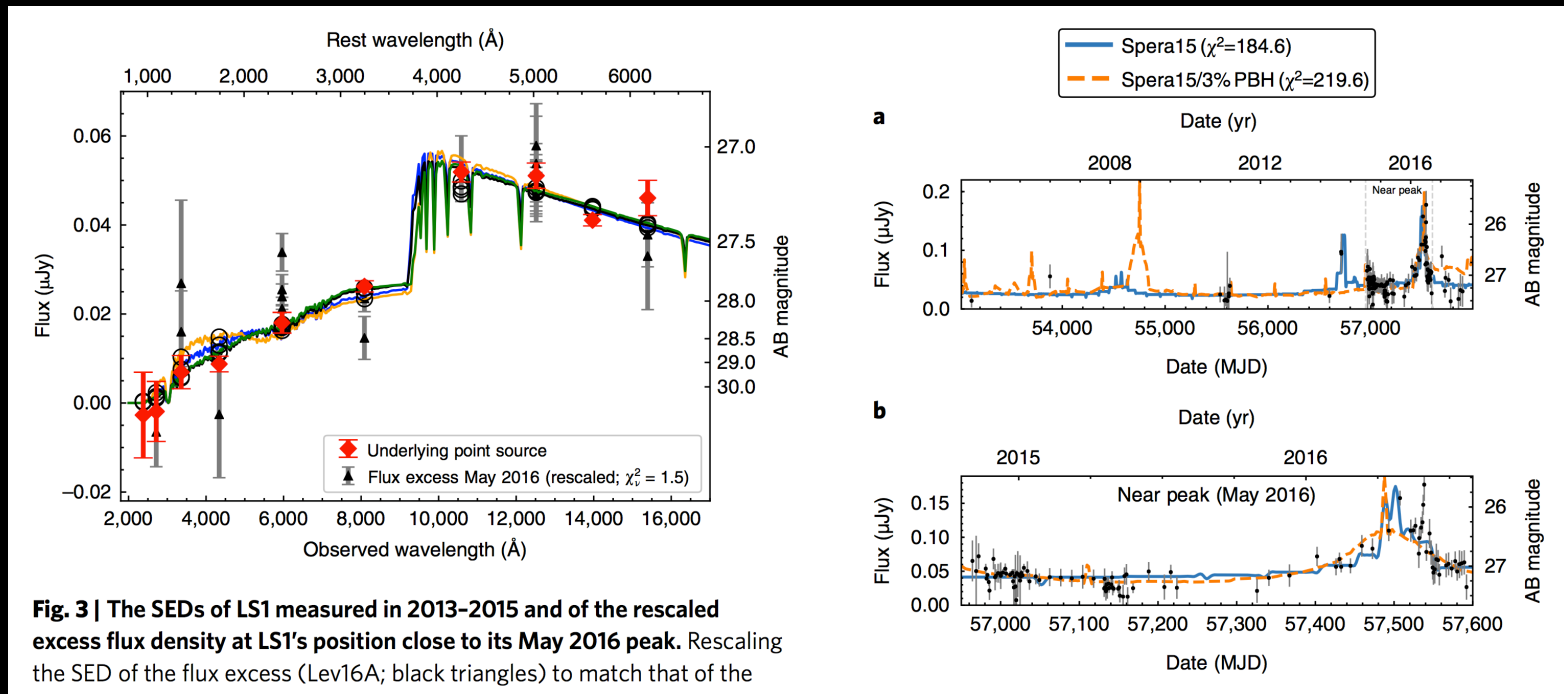 Rest wavelength (Å)
1,000 2,000 3,000 4,000 5,000 6000
0.06
0.04
0.02
0.00
−0.02
Flux (μJy)
27.0
27.5
28.0
28.5
29.0
30.0
AB magnitude
Underlying point source
Flux excess May 2016 (rescaled; χ²ᵥ = 1.5)
2,000 4,000 6,000 8,000 10,000 12,000 14,000 16,000
Observed wavelength (Å)
Fig. 3 | The SEDs of LS1 measured in 2013–2015 and of the rescaled
excess flux density at LS1's position close to its May 2016 peak. Rescaling
the SED of the flux excess (Lev16A; black triangles) to match that of the
Spera15 (χ²=184.6)
Spera15/3% PBH (χ²=219.6)
a
Date (yr)
2008 2012 2016
Near peak
0.2
0.1
0.0
Flux (μJy)
26
27
AB magnitude
54,000 55,000 56,000 57,000
Date (MJD)
b
Date (yr)
2015 2016
Near peak (May 2016)
0.15
0.10
0.05
0.00
Flux (μJy)
26
27
AB magnitude
57,000 57,100 57,200 57,300 57,400 57,500 57,600
Date (MJD)